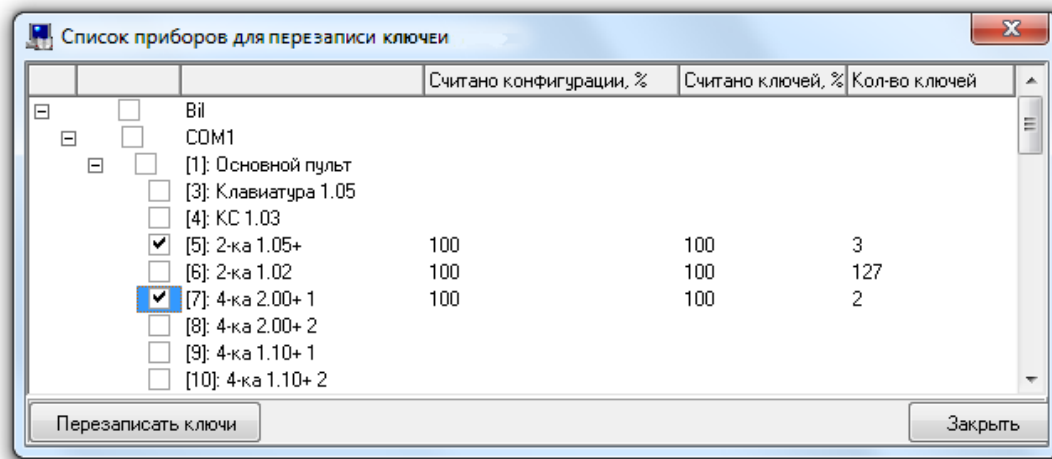 Список приборов для перезаписи ключеи
Считано конфигурации, % Считано ключей, % Кол-во ключей
Bil
COM1
[1]: Основной пульт
[3]: Клавиатура 1.05
[4]: КС 1.03
[5]: 2-ка 1.05+ 100 100 3
[6]: 2-ка 1.02 100 100 127
[7]: 4-ка 2.00+ 1 100 100 2
[8]: 4-ка 2.00+ 2
[9]: 4-ка 1.10+ 1
[10]: 4-ка 1.10+ 2
Перезаписать ключи Закрыть